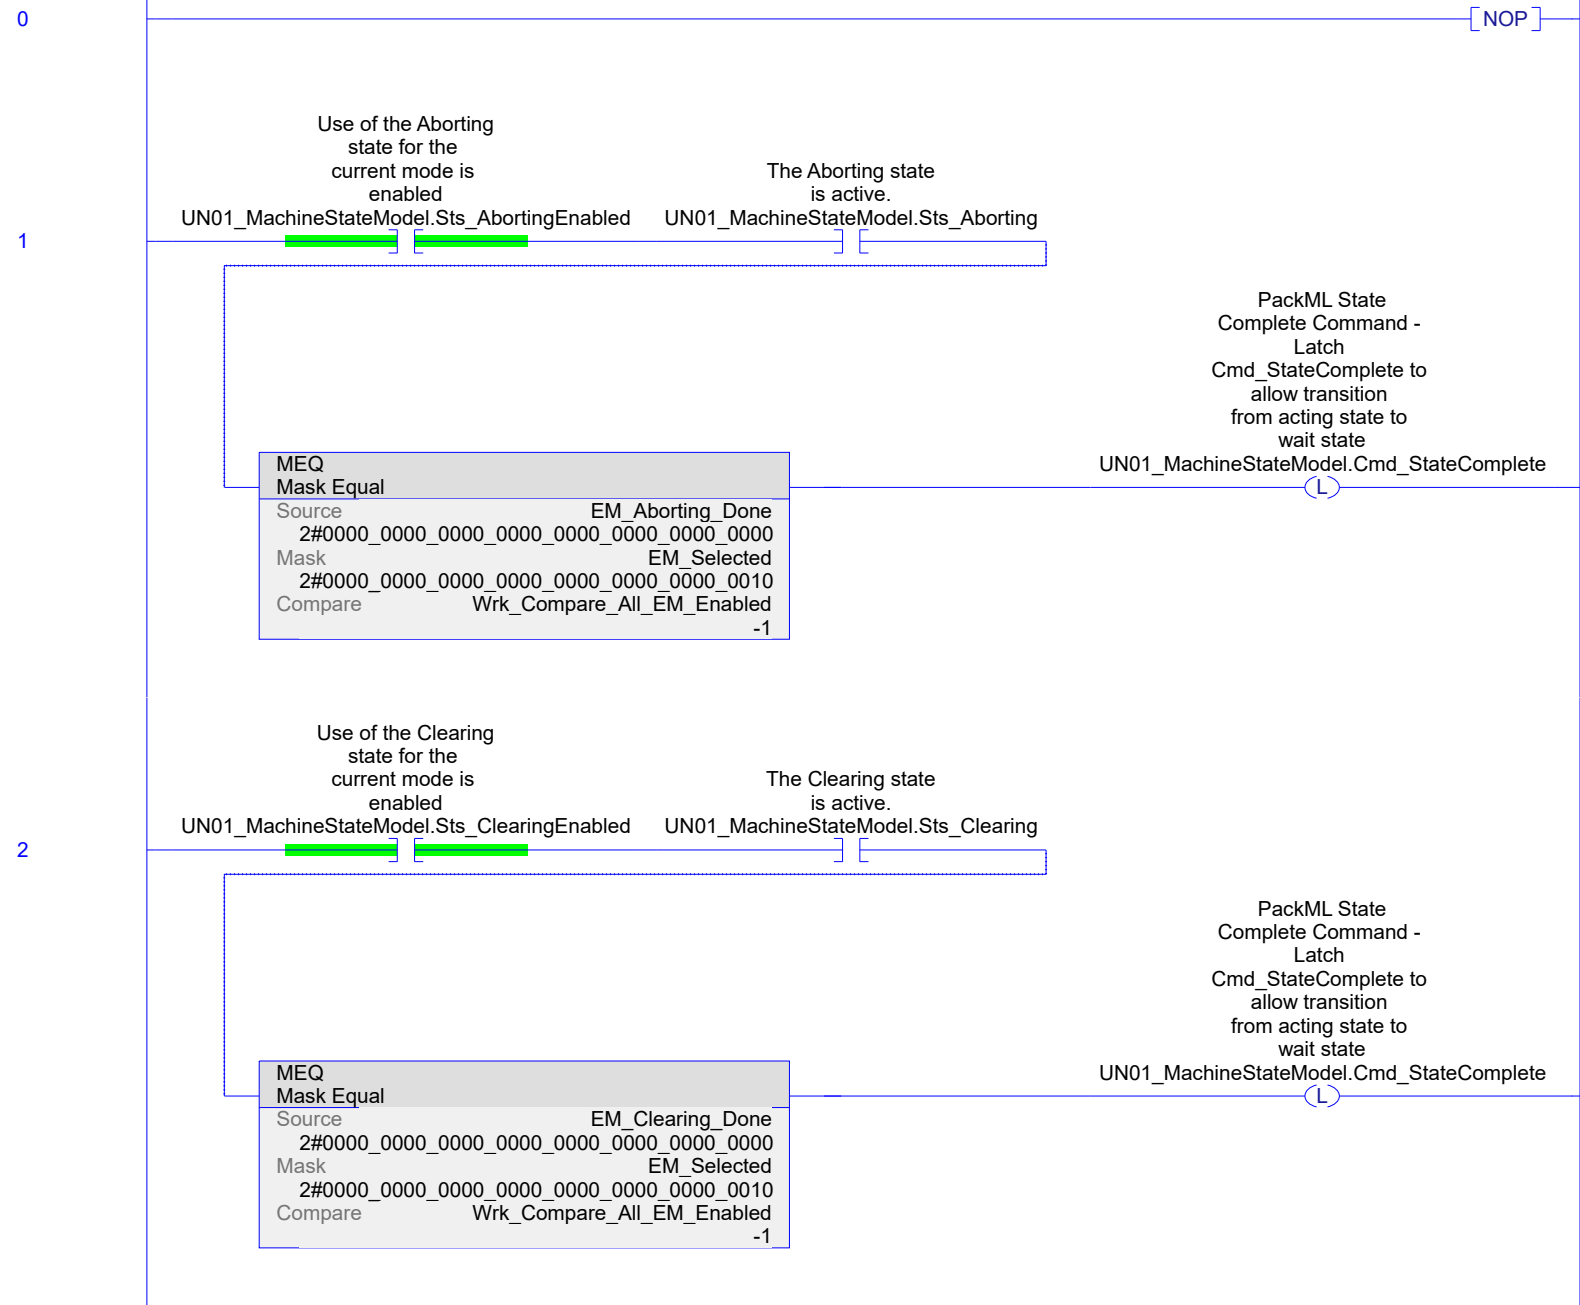 0
NOP
Use of the Aborting
state for the
current mode is
enabled
UN01_MachineStateModel.Sts_AbortingEnabled
The Aborting state
is active.
UN01_MachineStateModel.Sts_Aborting
1
PackML State
Complete Command -
Latch
Cmd_StateComplete to
allow transition
from acting state to
wait state
UN01_MachineStateModel.Cmd_StateComplete
L
MEQ
Mask Equal
Source EM_Aborting_Done
2#0000_0000_0000_0000_0000_0000_0000_0000
Mask EM_Selected
2#0000_0000_0000_0000_0000_0000_0000_0010
Compare Wrk_Compare_All_EM_Enabled
-1
Use of the Clearing
state for the
current mode is
enabled
UN01_MachineStateModel.Sts_ClearingEnabled
The Clearing state
is active.
UN01_MachineStateModel.Sts_Clearing
2
PackML State
Complete Command -
Latch
Cmd_StateComplete to
allow transition
from acting state to
wait state
UN01_MachineStateModel.Cmd_StateComplete
L
MEQ
Mask Equal
Source EM_Clearing_Done
2#0000_0000_0000_0000_0000_0000_0000_0000
Mask EM_Selected
2#0000_0000_0000_0000_0000_0000_0000_0010
Compare Wrk_Compare_All_EM_Enabled
-1